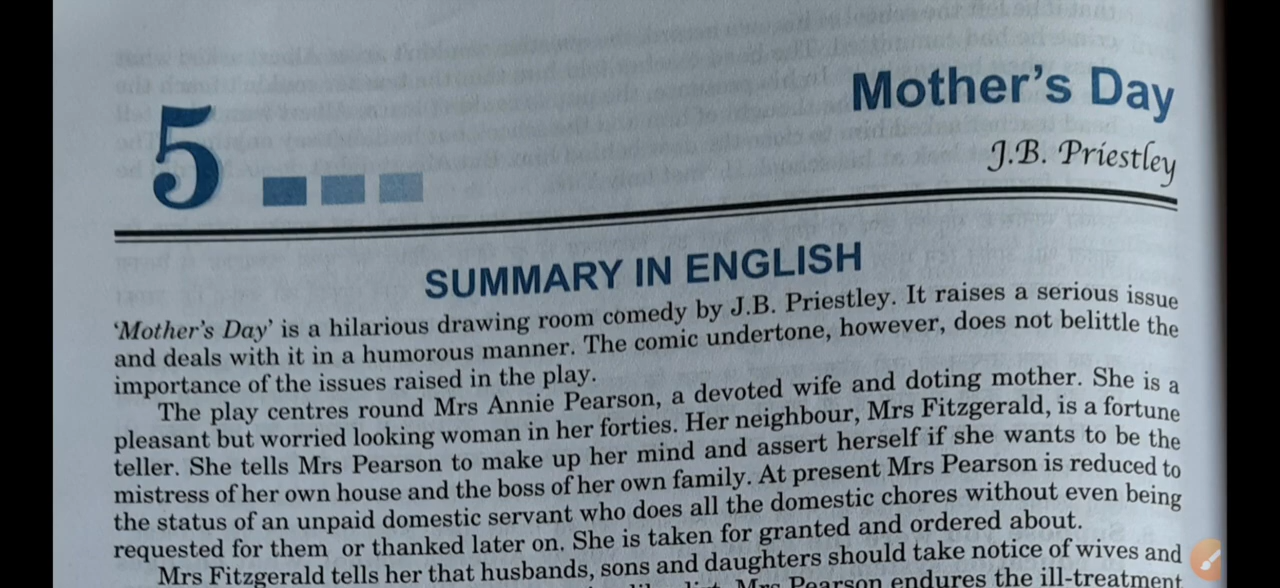 5
Mother's Day
J.B. Priestley
SUMMARY IN ENGLISH
'Mother's Day' is a hilarious drawing room comedy by J.B. Priestley. It raises a serious issue
and deals with it in a humorous manner. The comic undertone, however, does not belittle the
importance of the issues raised in the play.
The play centres round Mrs Annie Pearson, a devoted wife and doting mother. She is a
pleasant but worried looking woman in her forties. Her neighbour, Mrs Fitzgerald, is a fortune
teller. She tells Mrs Pearson to make up her mind and assert herself if she wants to be the
mistress of her own house and the boss of her own family. At present Mrs Pearson is reduced to
the status of an unpaid domestic servant who does all the domestic chores without even being
requested for them or thanked later on. She is taken for granted and ordered about.
Mrs Fitzgerald tells her that husbands, sons and daughters should take notice of wives and
Mrs Pearson endures the ill-treatment